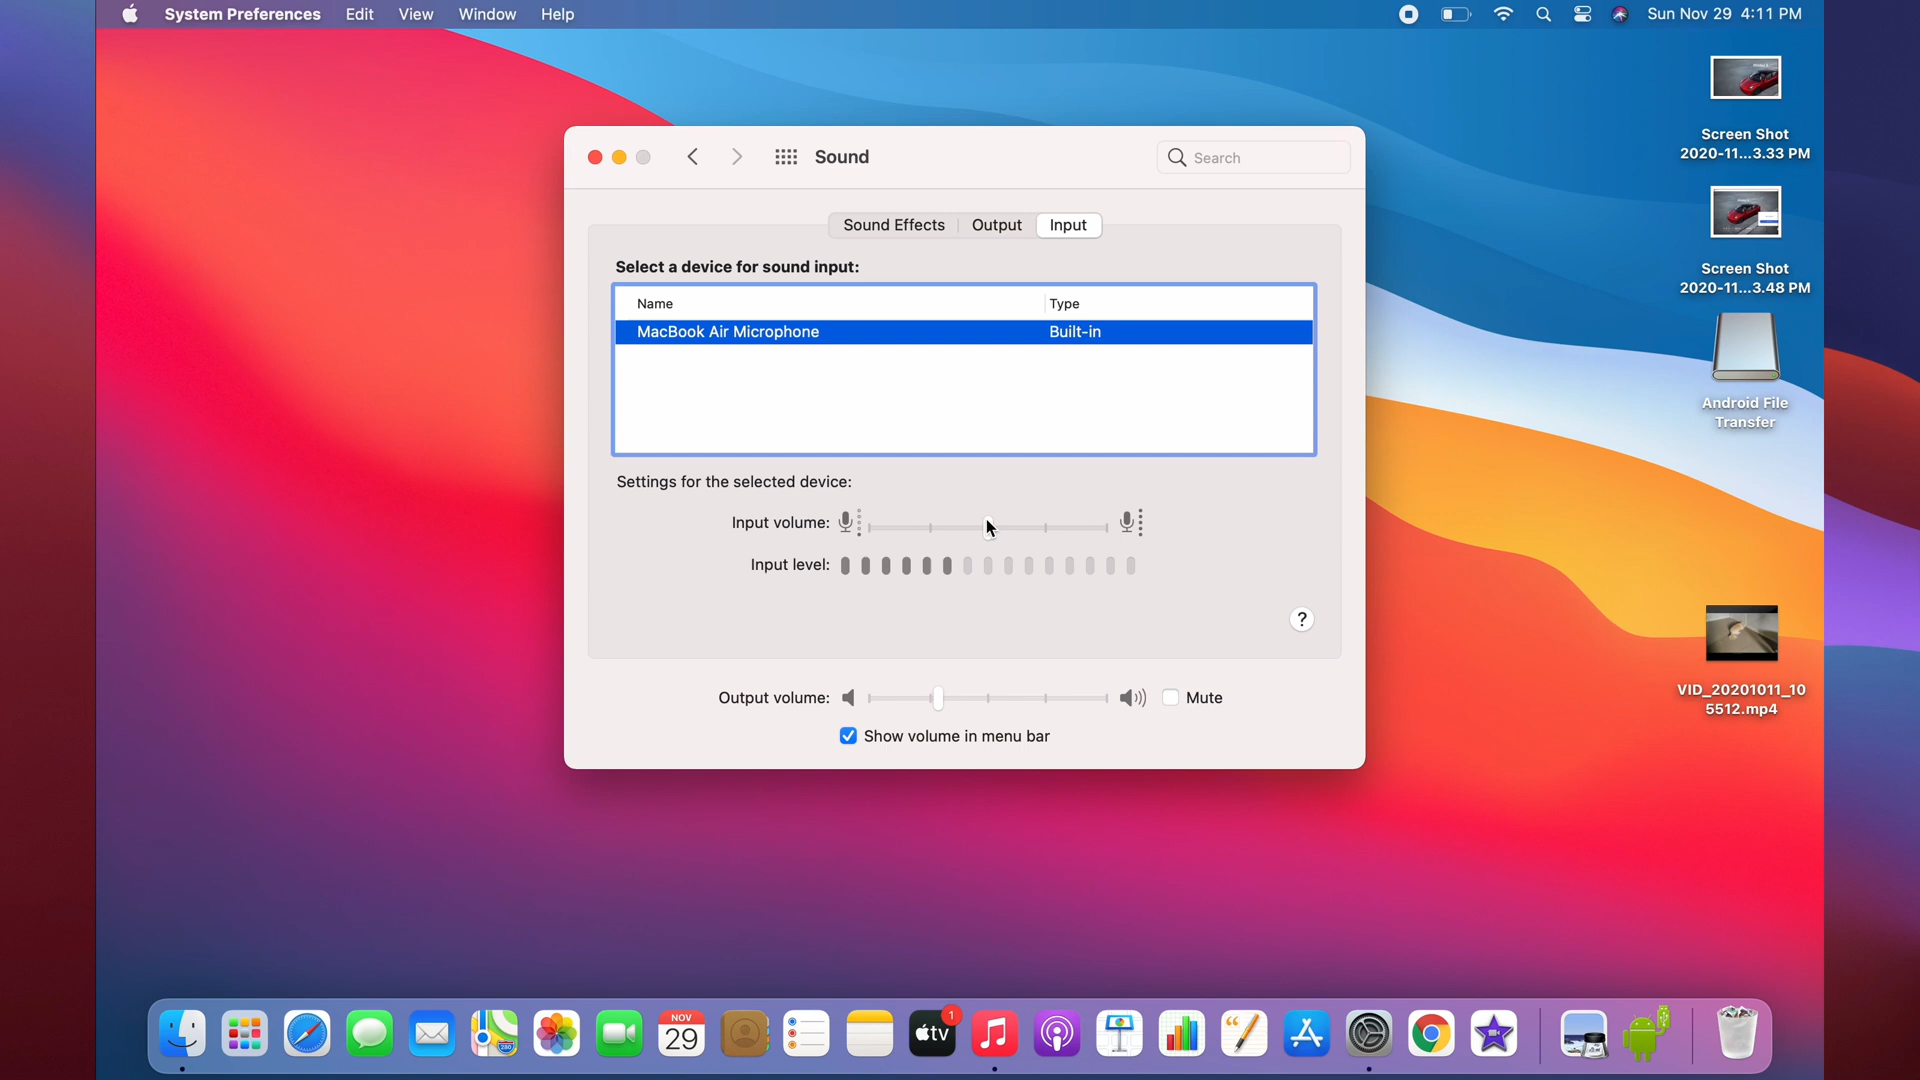 System Preferences Edit View Window Help
Sun Nov 29 4:11 PM
Screen Shot
2020-11...3.33 PM
Screen Shot
2020-11...3.48 PM
Android File
Transfer
VID_20201011_10
5512.mp4
Sound
Search
Sound Effects Output Input
Select a device for sound input:
Name Type
MacBook Air Microphone Built-in
Settings for the selected device:
Input volume:
Input level:
?
Output volume: Mute
Show volume in menu bar
NOV
29
280
tv
1